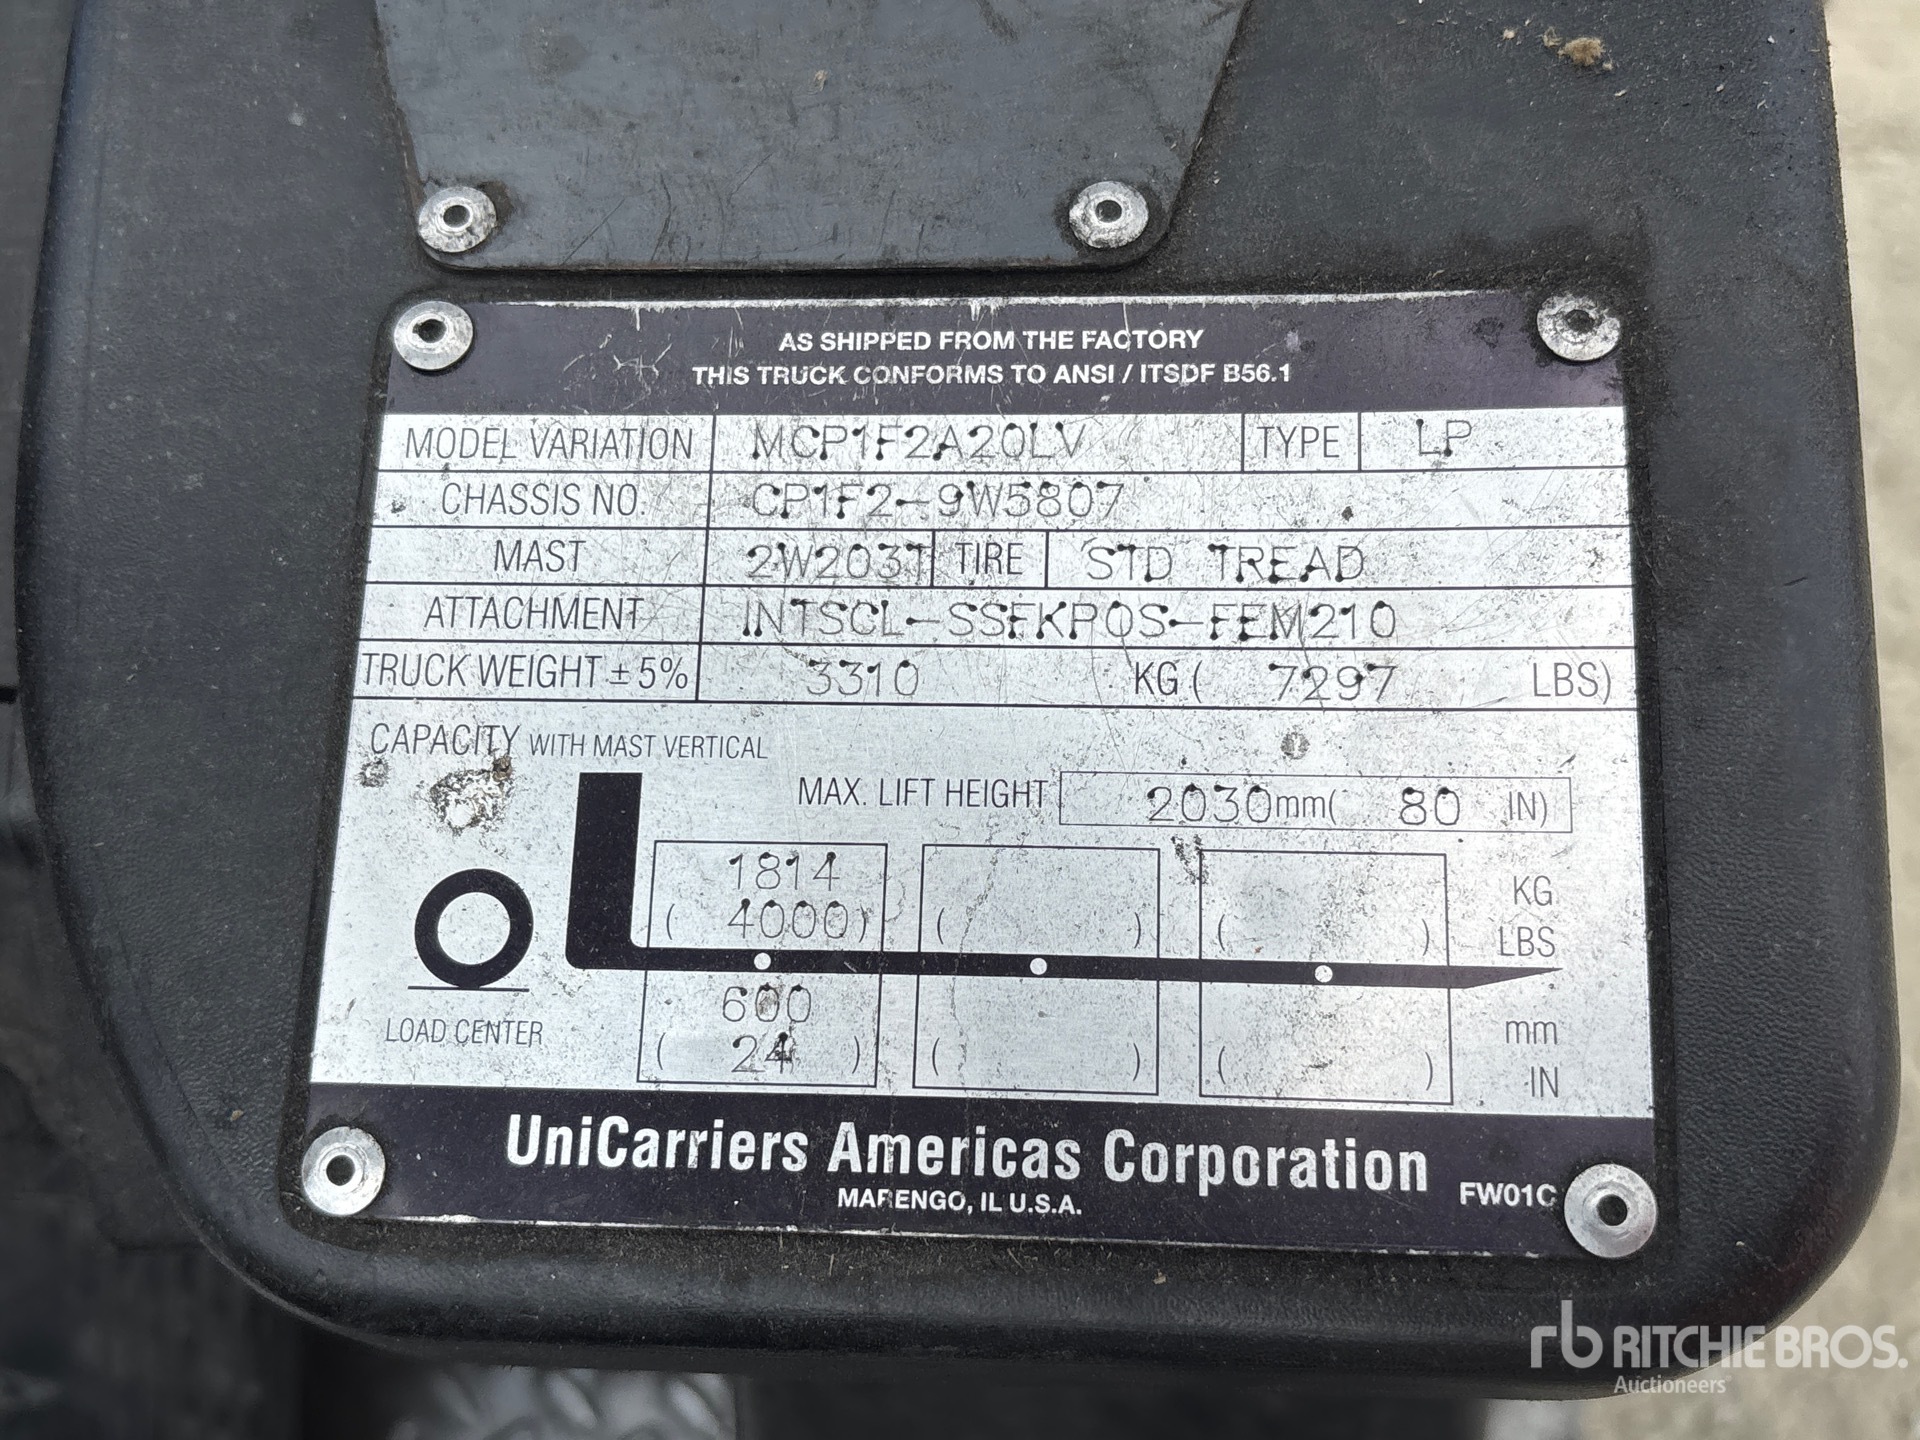 AS SHIPPED FROM THE FACTORY
THIS TRUCK CONFORMS TO ANSI / ITSDF B56.1
MODEL VARIATION MCP1F2A20LV TYPE LP
CHASSIS NO. CP1F2-9W5807
MAST 2W203T TIRE STD TREAD
ATTACHMENT INTSCL-SSFKPOS-FEM210
TRUCK WEIGHT ± 5% 3310 KG ( 7297 LBS)
CAPACITY WITH MAST VERTICAL
MAX. LIFT HEIGHT 2030mm( 80 IN)
1814 KG
( 4000) ( ) ( ) LBS
600 mm
LOAD CENTER ( 24 ) ( ) ( ) IN
UniCarriers Americas Corporation
MARENGO, IL U.S.A. FW01C
rb RITCHIE BROS.
Auctioneers